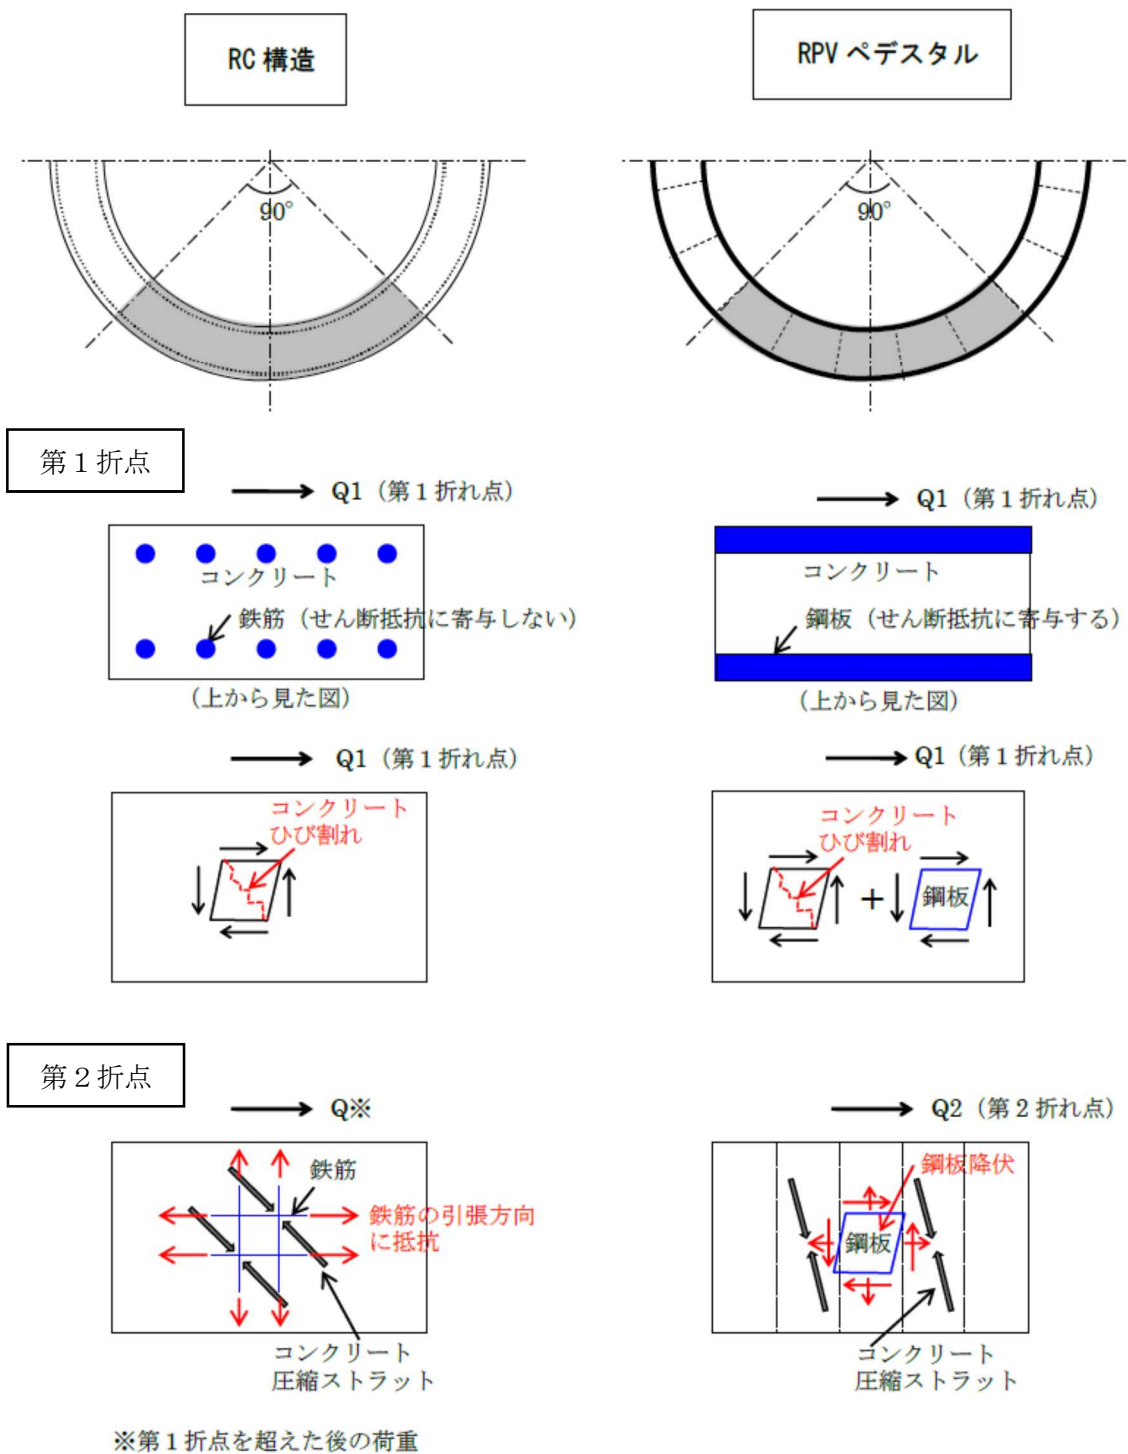 RC 構造
RPV ペデスタル
90°
90°
第１折点
Q1（第１折れ点）
Q1（第１折れ点）
コンクリート
鉄筋（せん断抵抗に寄与しない）
（上から見た図）
コンクリート
鋼板（せん断抵抗に寄与する）
（上から見た図）
Q1（第１折れ点）
コンクリート
ひび割れ
Q1（第１折れ点）
コンクリート
ひび割れ
+
鋼板
第２折点
Q※
鉄筋
鉄筋の引張方向
に抵抗
コンクリート
圧縮ストラット
Q2（第２折れ点）
鋼板降伏
鋼板
コンクリート
圧縮ストラット
※第１折点を超えた後の荷重